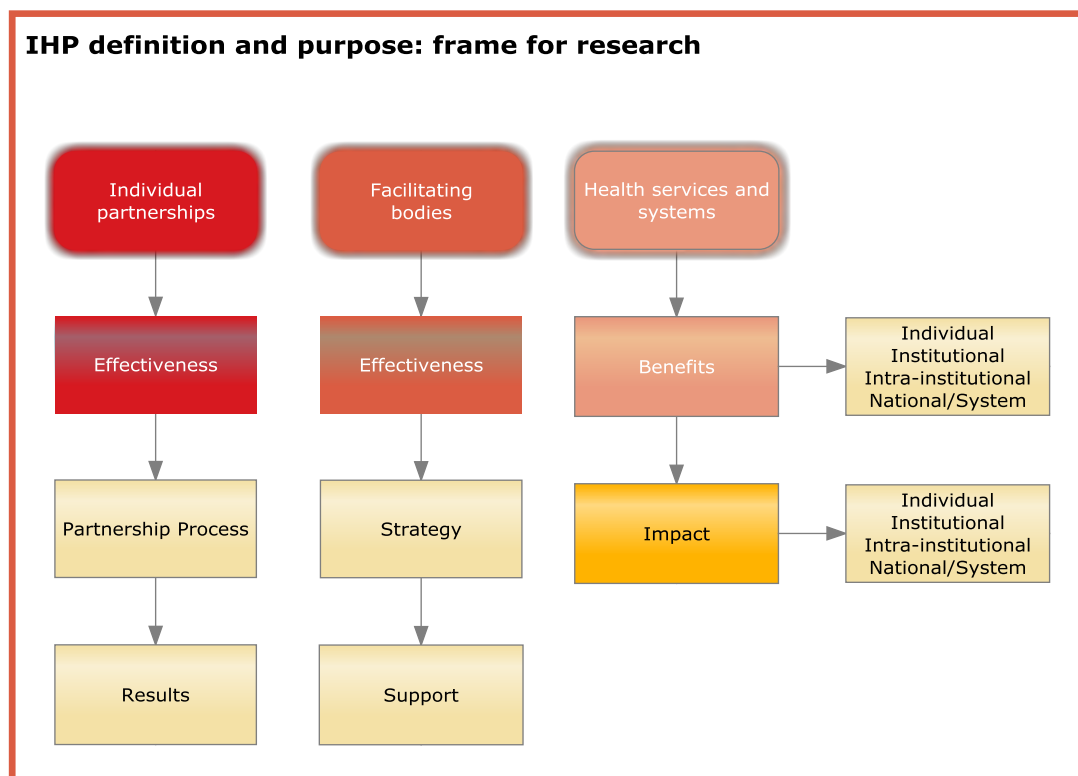 IHP definition and purpose: frame for research
Individual
partnerships
Facilitating
bodies
Health services and
systems
Effectiveness
Effectiveness
Benefits
Individual
Institutional
Intra-institutional
National/System
Partnership Process
Strategy
Impact
Individual
Institutional
Intra-institutional
National/System
Results
Support